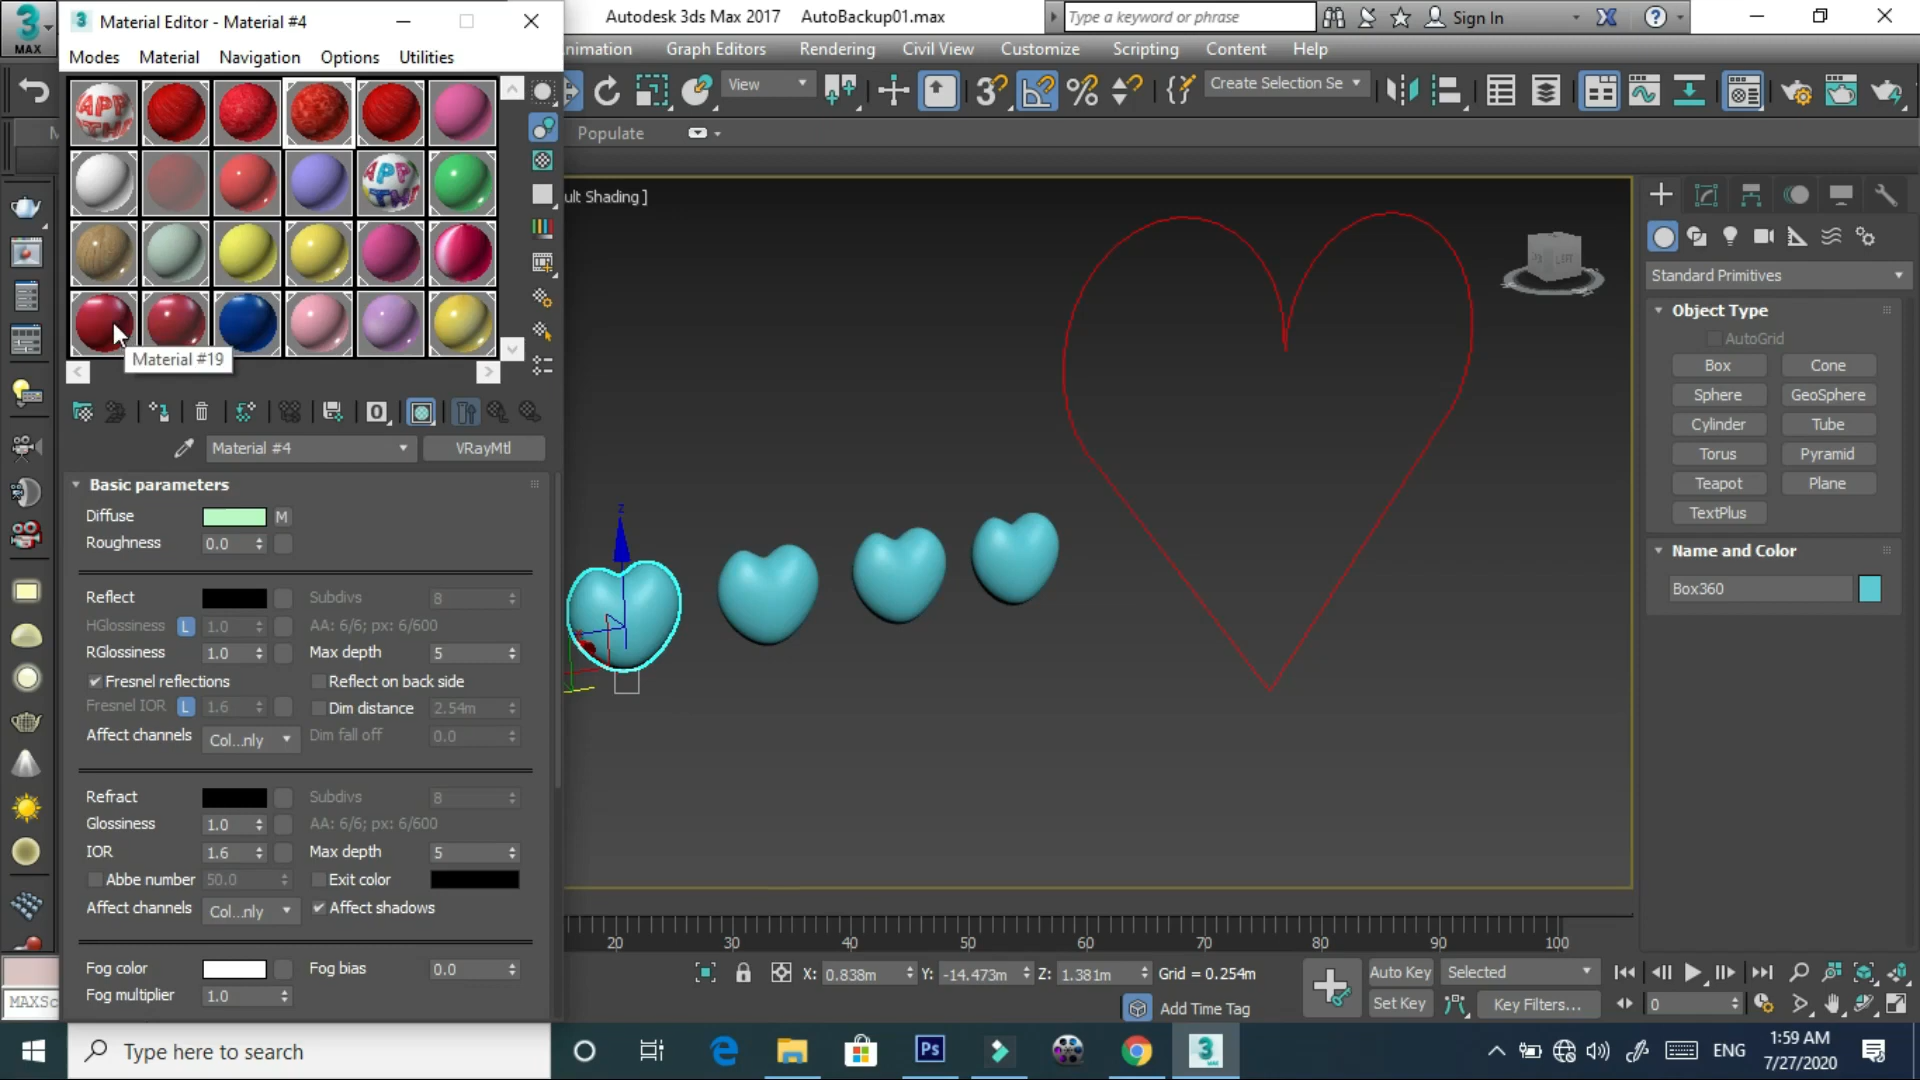 Material Editor - Material #4
Autodesk 3ds Max 2017
AutoBackup01.max
Type a keyword or phrase
Sign In
MAX
Modes
Material
Navigation
Options
Utilities
nimation
Graph Editors
Rendering
Civil View
Customize
Scripting
Content
Help
View
Create Selection Se
Populate
ult Shading ]
LEFT
Standard Primitives
Object Type
AutoGrid
Box
Cone
Sphere
GeoSphere
Cylinder
Tube
Torus
Pyramid
Teapot
Plane
TextPlus
Name and Color
Box360
Material #19
Material #4
VRayMtl
Basic parameters
Diffuse
M
Roughness
0.0
Reflect
Subdivs
8
HGlossiness
L
1.0
AA: 6/6; px: 6/600
RGlossiness
1.0
Max depth
5
Fresnel reflections
Reflect on back side
Fresnel IOR
L
1.6
Dim distance
2.54m
Affect channels
Col...nly
Dim fall off
0.0
Refract
Subdivs
8
Glossiness
1.0
AA: 6/6; px: 6/600
IOR
1.6
Max depth
5
Abbe number
50.0
Exit color
Affect channels
Col...nly
Affect shadows
Fog color
Fog bias
0.0
Fog multiplier
1.0
z
20
30
40
50
60
70
80
90
100
X: 0.838m
Y: -14.473m
Z: 1.381m
Grid = 0.254m
Add Time Tag
Auto Key
Selected
Set Key
Key Filters...
0
MAXSc
Type here to search
Ps
3
ENG
1:59 AM
7/27/2020